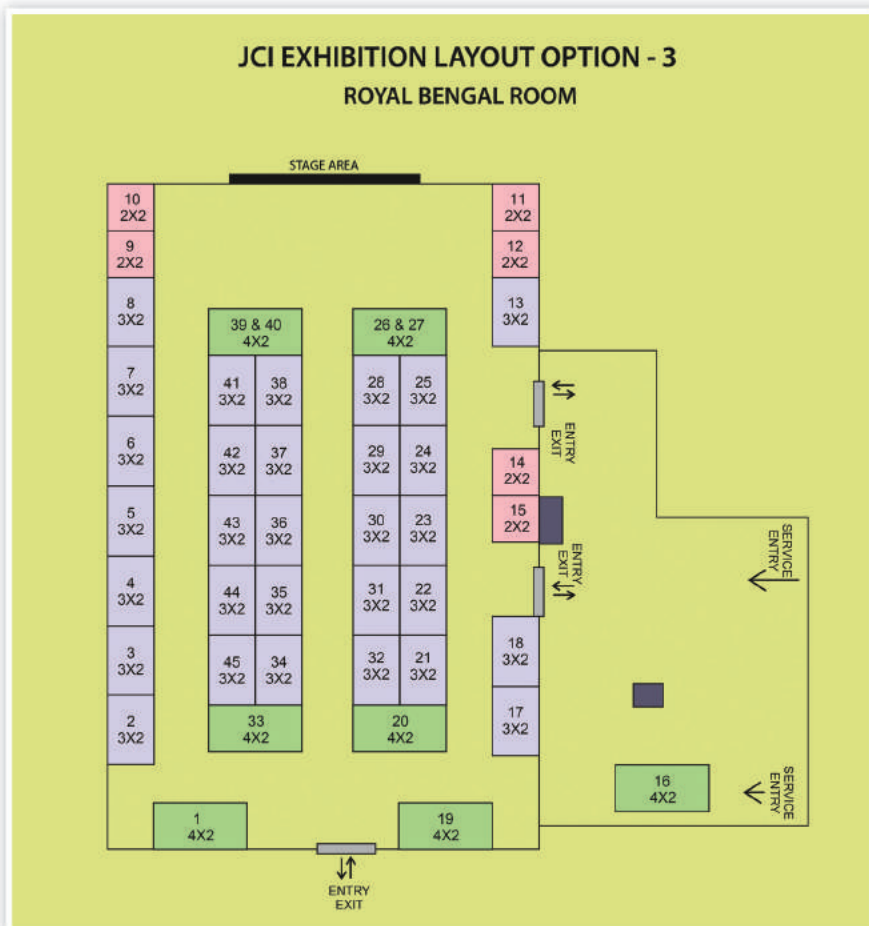 JCI EXHIBITION LAYOUT OPTION - 3
ROYAL BENGAL ROOM
STAGE AREA
10
2X2
9
2X2
8
3X2
7
3X2
6
3X2
5
3X2
4
3X2
3
3X2
2
3X2
39 & 40
4X2
41
3X2
38
3X2
42
3X2
37
3X2
43
3X2
36
3X2
44
3X2
35
3X2
45
3X2
34
3X2
33
4X2
26 & 27
4X2
28
3X2
25
3X2
29
3X2
24
3X2
30
3X2
23
3X2
31
3X2
22
3X2
32
3X2
21
3X2
20
4X2
11
2X2
12
2X2
13
3X2
ENTRY
EXIT
14
2X2
15
2X2
ENTRY
EXIT
18
3X2
17
3X2
SERVICE
ENTRY
16
4X2
SERVICE
ENTRY
1
4X2
19
4X2
ENTRY
EXIT